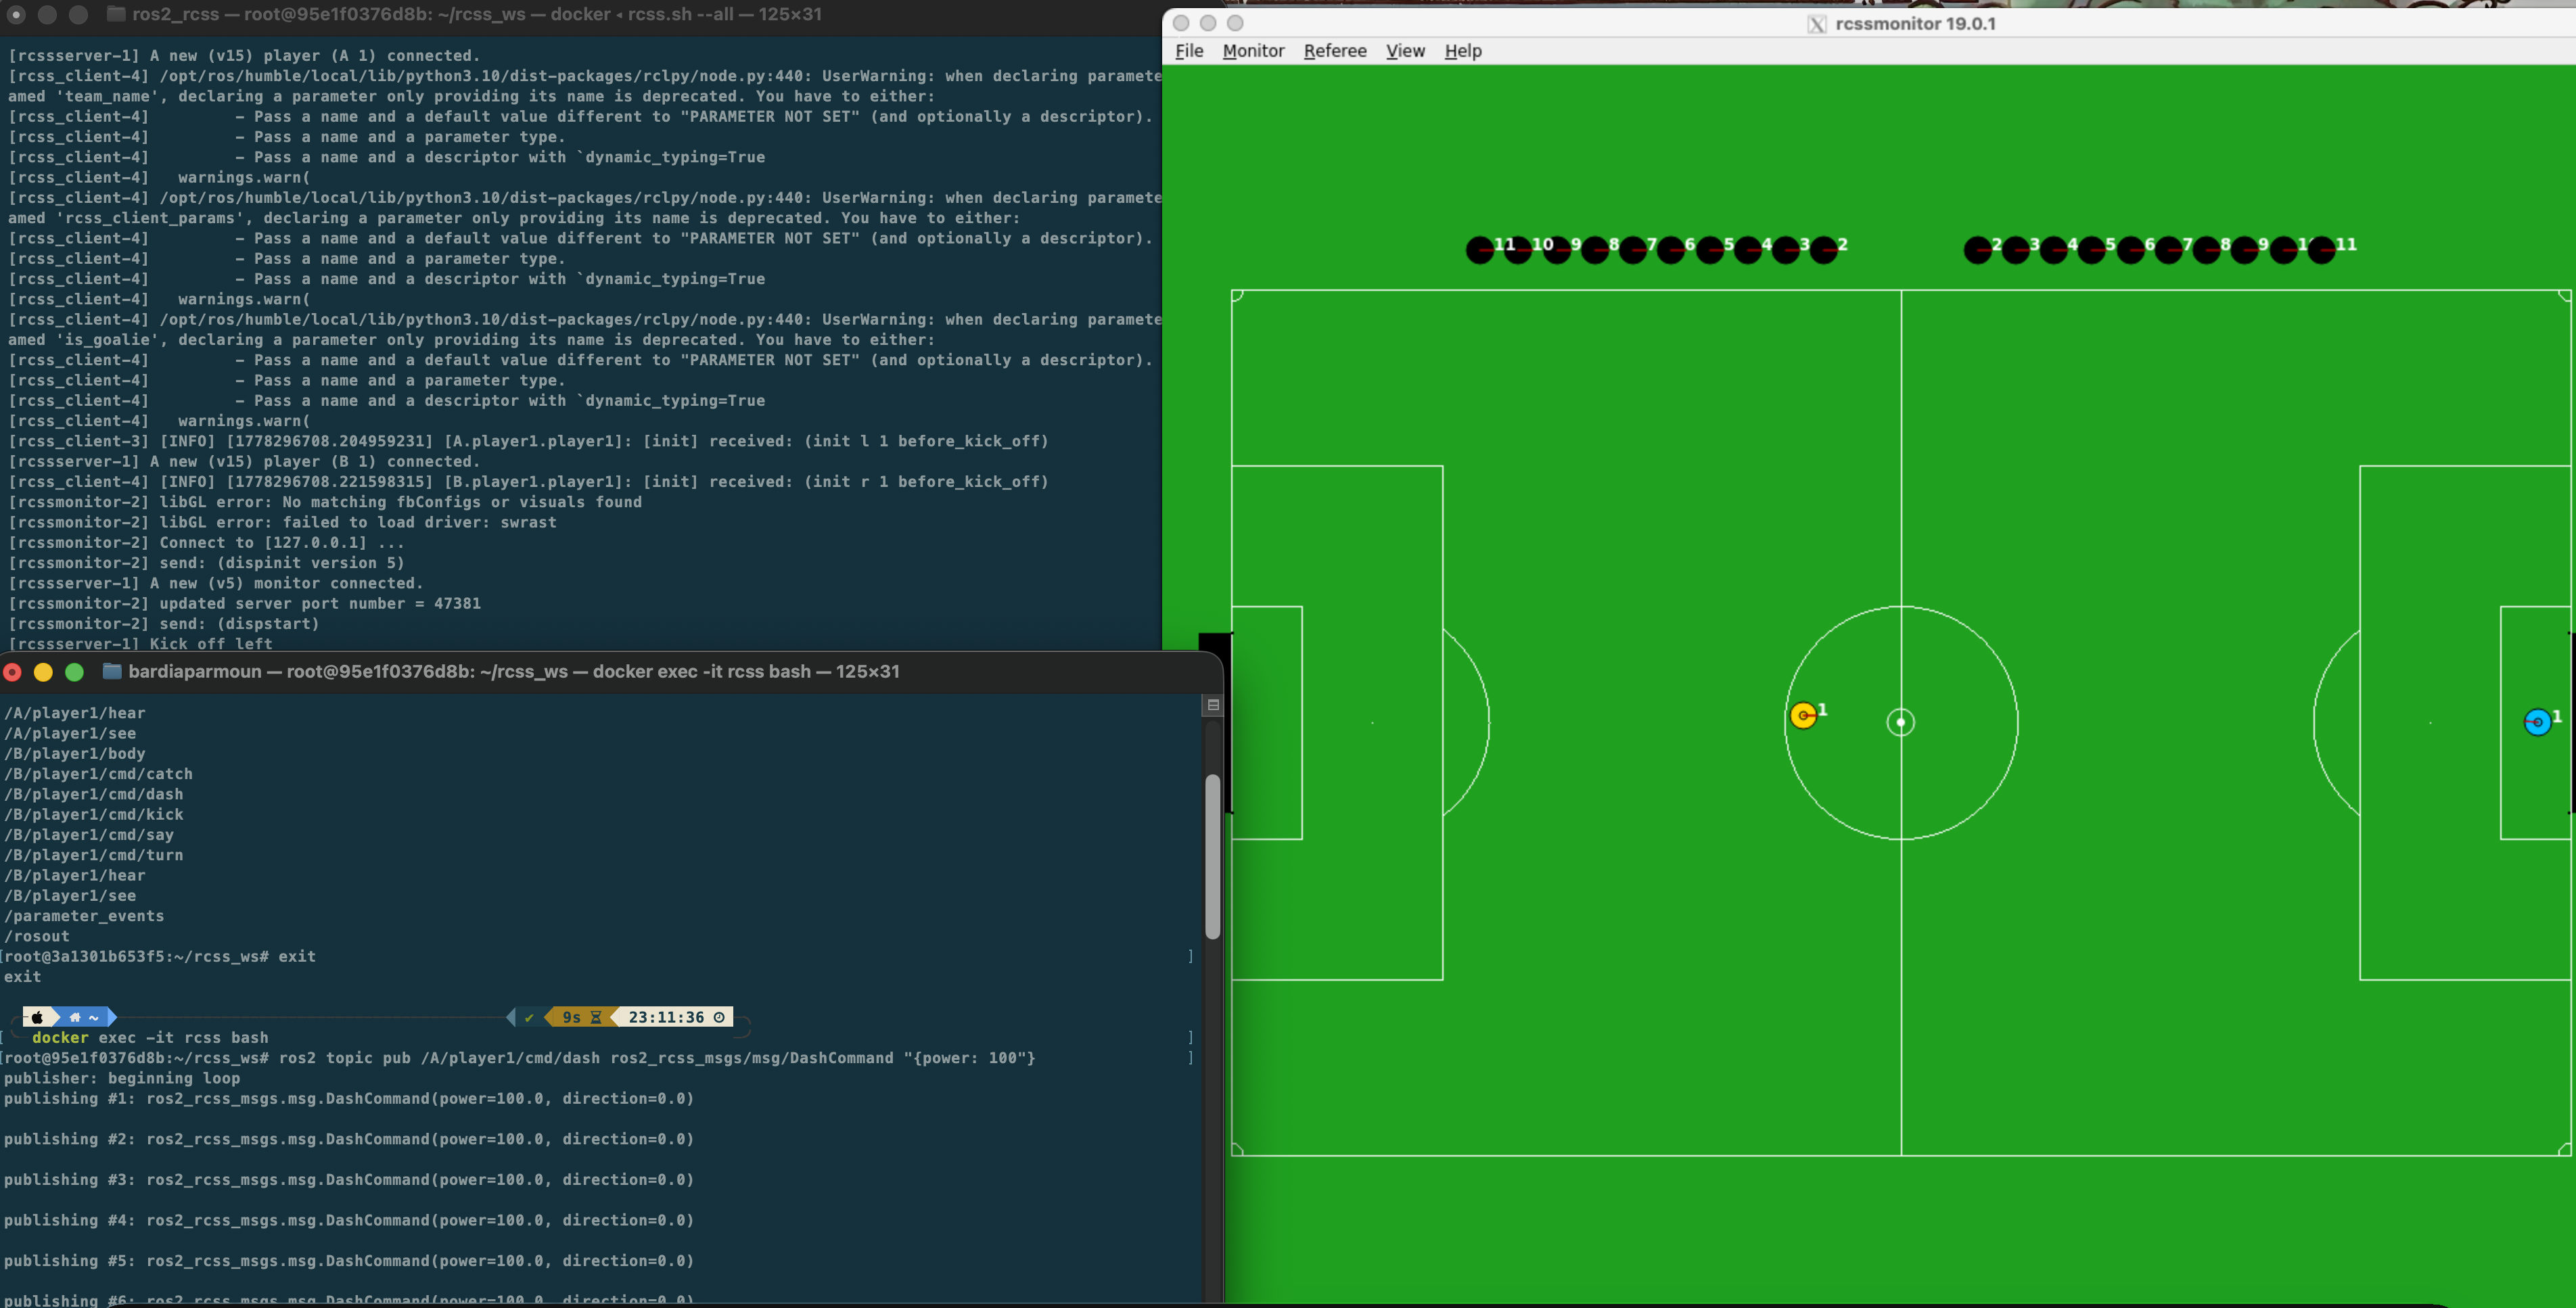 ros2_rcss — root@95e1f0376d8b: ~/rcss_ws — docker ◂ rcss.sh --all — 125×31
[rcssserver-1] A new (v15) player (A 1) connected.
[rcss_client-4] /opt/ros/humble/local/lib/python3.10/dist-packages/rclpy/node.py:440: UserWarning: when declaring paramete
amed 'team_name', declaring a parameter only providing its name is deprecated. You have to either:
[rcss_client-4]         - Pass a name and a default value different to "PARAMETER NOT SET" (and optionally a descriptor).
[rcss_client-4]         - Pass a name and a parameter type.
[rcss_client-4]         - Pass a name and a descriptor with `dynamic_typing=True
[rcss_client-4]   warnings.warn(
[rcss_client-4] /opt/ros/humble/local/lib/python3.10/dist-packages/rclpy/node.py:440: UserWarning: when declaring paramete
amed 'rcss_client_params', declaring a parameter only providing its name is deprecated. You have to either:
[rcss_client-4]         - Pass a name and a default value different to "PARAMETER NOT SET" (and optionally a descriptor).
[rcss_client-4]         - Pass a name and a parameter type.
[rcss_client-4]         - Pass a name and a descriptor with `dynamic_typing=True
[rcss_client-4]   warnings.warn(
[rcss_client-4] /opt/ros/humble/local/lib/python3.10/dist-packages/rclpy/node.py:440: UserWarning: when declaring paramete
amed 'is_goalie', declaring a parameter only providing its name is deprecated. You have to either:
[rcss_client-4]         - Pass a name and a default value different to "PARAMETER NOT SET" (and optionally a descriptor).
[rcss_client-4]         - Pass a name and a parameter type.
[rcss_client-4]         - Pass a name and a descriptor with `dynamic_typing=True
[rcss_client-4]   warnings.warn(
[rcss_client-3] [INFO] [1778296708.204959231] [A.player1.player1]: [init] received: (init l 1 before_kick_off)
[rcssserver-1] A new (v15) player (B 1) connected.
[rcss_client-4] [INFO] [1778296708.221598315] [B.player1.player1]: [init] received: (init r 1 before_kick_off)
[rcssmonitor-2] libGL error: No matching fbConfigs or visuals found
[rcssmonitor-2] libGL error: failed to load driver: swrast
[rcssmonitor-2] Connect to [127.0.0.1] ...
[rcssmonitor-2] send: (dispinit version 5)
[rcssserver-1] A new (v5) monitor connected.
[rcssmonitor-2] updated server port number = 47381
[rcssmonitor-2] send: (dispstart)
[rcssserver-1] Kick off left
bardiaparmoun — root@95e1f0376d8b: ~/rcss_ws — docker exec -it rcss bash — 125×31
/A/player1/hear
/A/player1/see
/B/player1/body
/B/player1/cmd/catch
/B/player1/cmd/dash
/B/player1/cmd/kick
/B/player1/cmd/say
/B/player1/cmd/turn
/B/player1/hear
/B/player1/see
/parameter_events
/rosout
[root@3a1301b653f5:~/rcss_ws# exit ]
exit
~ ✔ 9s 23:11:36
[ docker exec -it rcss bash ]
[root@95e1f0376d8b:~/rcss_ws# ros2 topic pub /A/player1/cmd/dash ros2_rcss_msgs/msg/DashCommand "{power: 100"} ]
publisher: beginning loop
publishing #1: ros2_rcss_msgs.msg.DashCommand(power=100.0, direction=0.0)
publishing #2: ros2_rcss_msgs.msg.DashCommand(power=100.0, direction=0.0)
publishing #3: ros2_rcss_msgs.msg.DashCommand(power=100.0, direction=0.0)
publishing #4: ros2_rcss_msgs.msg.DashCommand(power=100.0, direction=0.0)
publishing #5: ros2_rcss_msgs.msg.DashCommand(power=100.0, direction=0.0)
publishing #6: ros2_rcss_msgs.msg.DashCommand(power=100.0, direction=0.0)
rcssmonitor 19.0.1
File Monitor Referee View Help
11 10 9 8 7 6 5 4 3 2 2 3 4 5 6 7 8 9 1 11
1 1